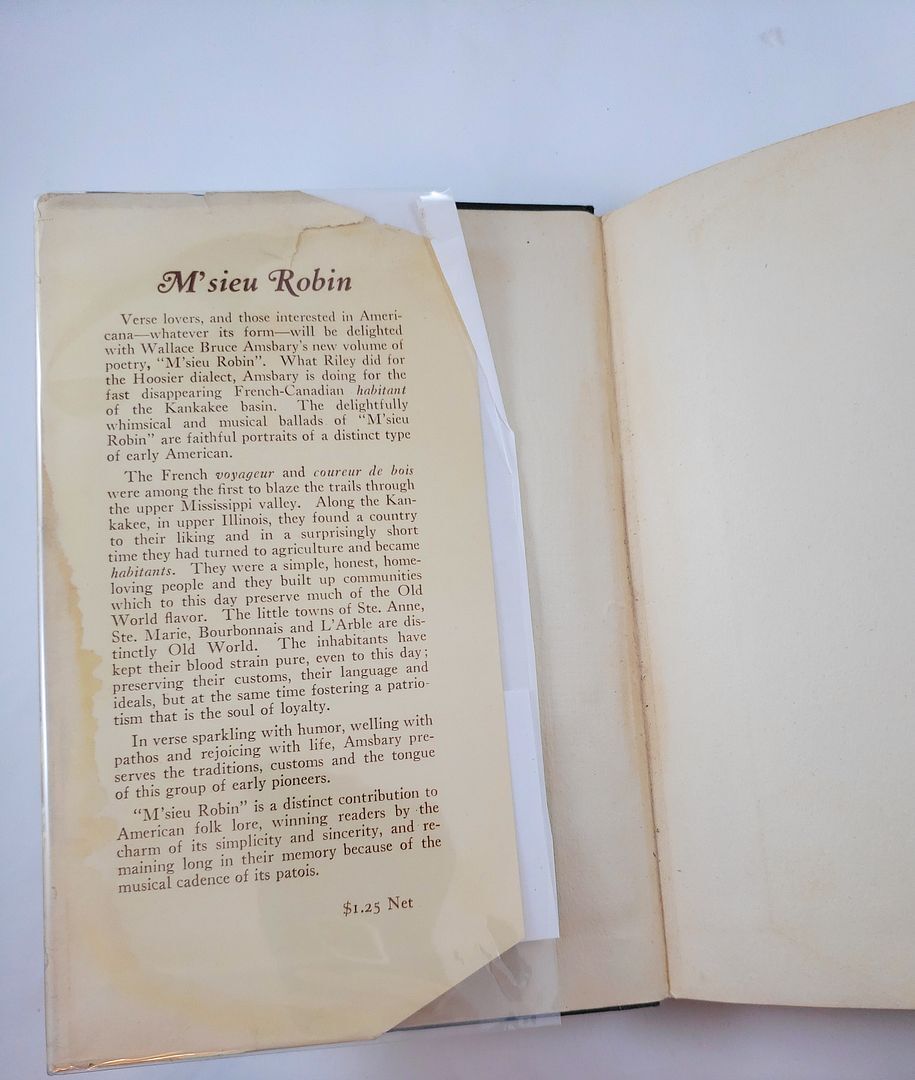 M'sieu Robin
Verse lovers, and those interested in Ameri-
cana—whatever its form—will be delighted
with Wallace Bruce Amsbary's new volume of
poetry, "M'sieu Robin". What Riley did for
the Hoosier dialect, Amsbary is doing for the
fast disappearing French-Canadian habitant
of the Kankakee basin. The delightfully
whimsical and musical ballads of "M'sieu
Robin" are faithful portraits of a distinct type
of early American.
The French voyageur and coureur de bois
were among the first to blaze the trails through
the upper Mississippi valley. Along the Kan-
kakee, in upper Illinois, they found a country
to their liking and in a surprisingly short
time they had turned to agriculture and became
habitants. They were a simple, honest, home-
loving people and they built up communities
which to this day preserve much of the Old
World flavor. The little towns of Ste. Anne,
Ste. Marie, Bourbonnais and L'Arble are dis-
tinctly Old World. The inhabitants have
kept their blood strain pure, even to this day;
preserving their customs, their language and
ideals, but at the same time fostering a patrio-
tism that is the soul of loyalty.
In verse sparkling with humor, welling with
pathos and rejoicing with life, Amsbary pre-
serves the traditions, customs and the tongue
of this group of early pioneers.
"M'sieu Robin" is a distinct contribution to
American folk lore, winning readers by the
charm of its simplicity and sincerity, and re-
maining long in their memory because of the
musical cadence of its patois.
$1.25 Net